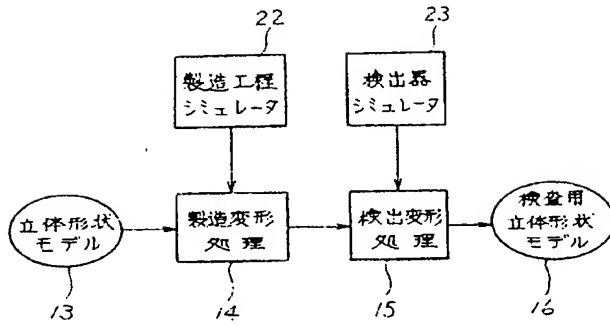 22
23
製造工程
シミュレータ
検出器
シミュレータ
立体形状
モデル
製造変形
処理
検出変形
処理
検査用
立体形状
モデル
13
14
15
16